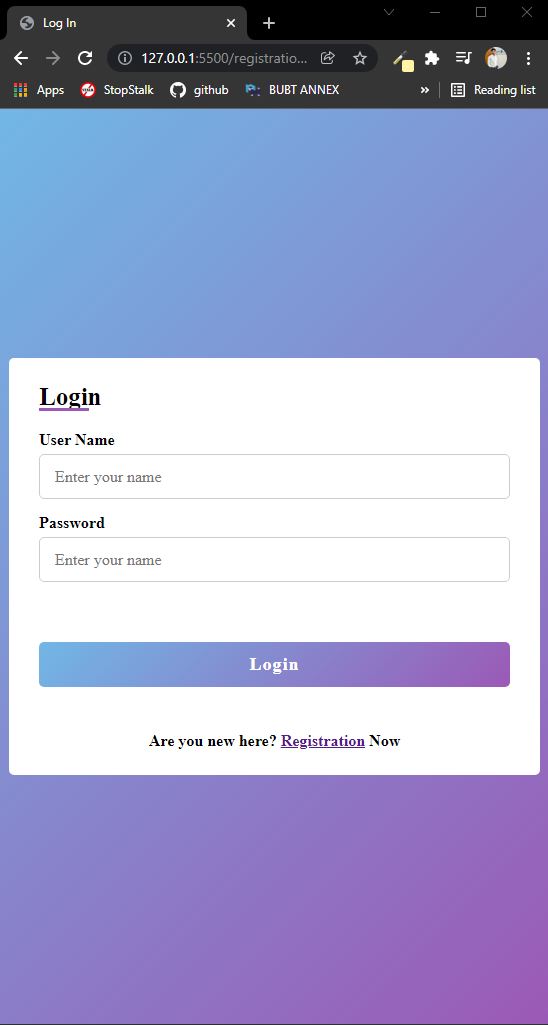 Log In
127.0.0.1:5500/registratio...
Apps StopStalk github BUBT ANNEX » Reading list
Login
User Name
Enter your name
Password
Enter your name
Login
Are you new here? Registration Now